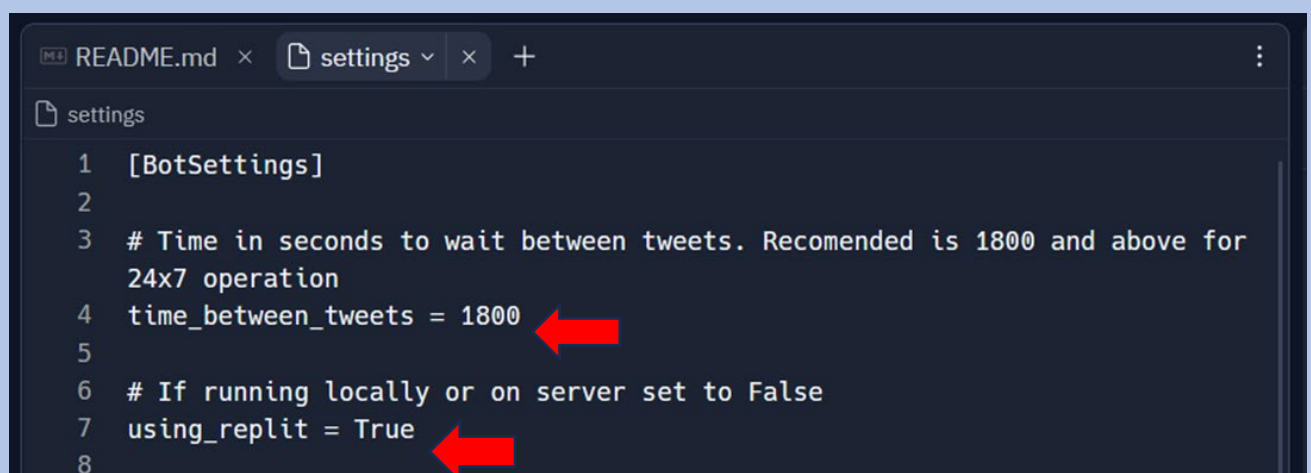 README.md × settings × +
settings
1 [BotSettings]
2
3 # Time in seconds to wait between tweets. Recomended is 1800 and above for
24x7 operation
4 time_between_tweets = 1800
5
6 # If running locally or on server set to False
7 using_replit = True
8